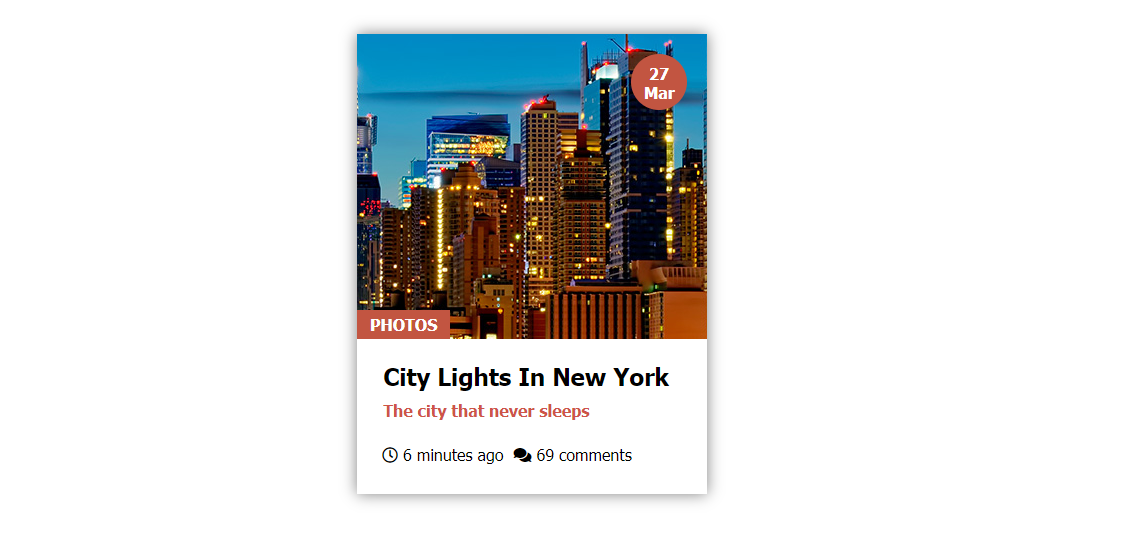 27
Mar
PHOTOS
City Lights In New York
The city that never sleeps
6 minutes ago 69 comments